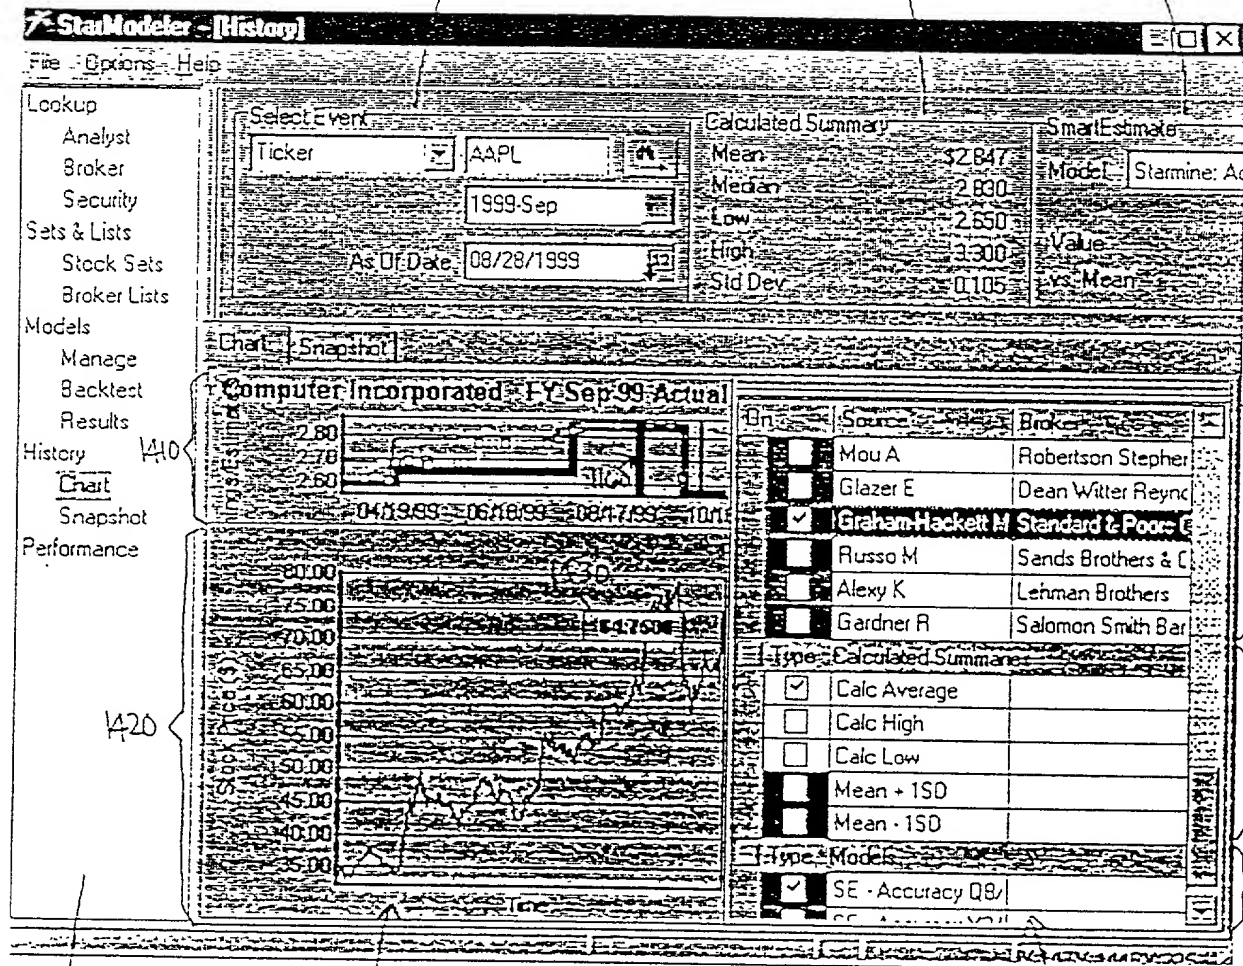 StatModeler - [History]
File Options Help
Lookup
Analyst
Broker
Security
Sets & Lists
Stock Sets
Broker Lists
Models
Manage
Backtest
Results
History
Chart
Snapshot
Performance
Select Event
Ticker AAPL
1999-Sep
As Of Date 08/28/1999
Calculated Summary
Mean $2.847
Median 2.830
Low 2.650
High 3.300
Std Dev 0.105
SmartEstimate
Model Starmine: Ac
Value
vs. Mean
Chart Snapshot
Computer Incorporated - FY-Sep-99 Actual
1410
2.80
2.70
2.60
04/19/99 06/18/99 08/17/99 10/1
1420
Stock Price ($)
80.00
75.00
70.00
65.00
60.00
55.00
50.00
45.00
40.00
35.00
Time
On Source Broker
Mou A Robertson Stepher
Glazer E Dean Witter Reync
Graham-Hackett M Standard & Poors
Russo M Sands Brothers & C
Alexy K Lehman Brothers
Gardner R Salomon Smith Bar
Type Calculated Summaries
Calc Average
Calc High
Calc Low
Mean + 1SD
Mean - 1SD
Type Models
SE - Accuracy Q8/